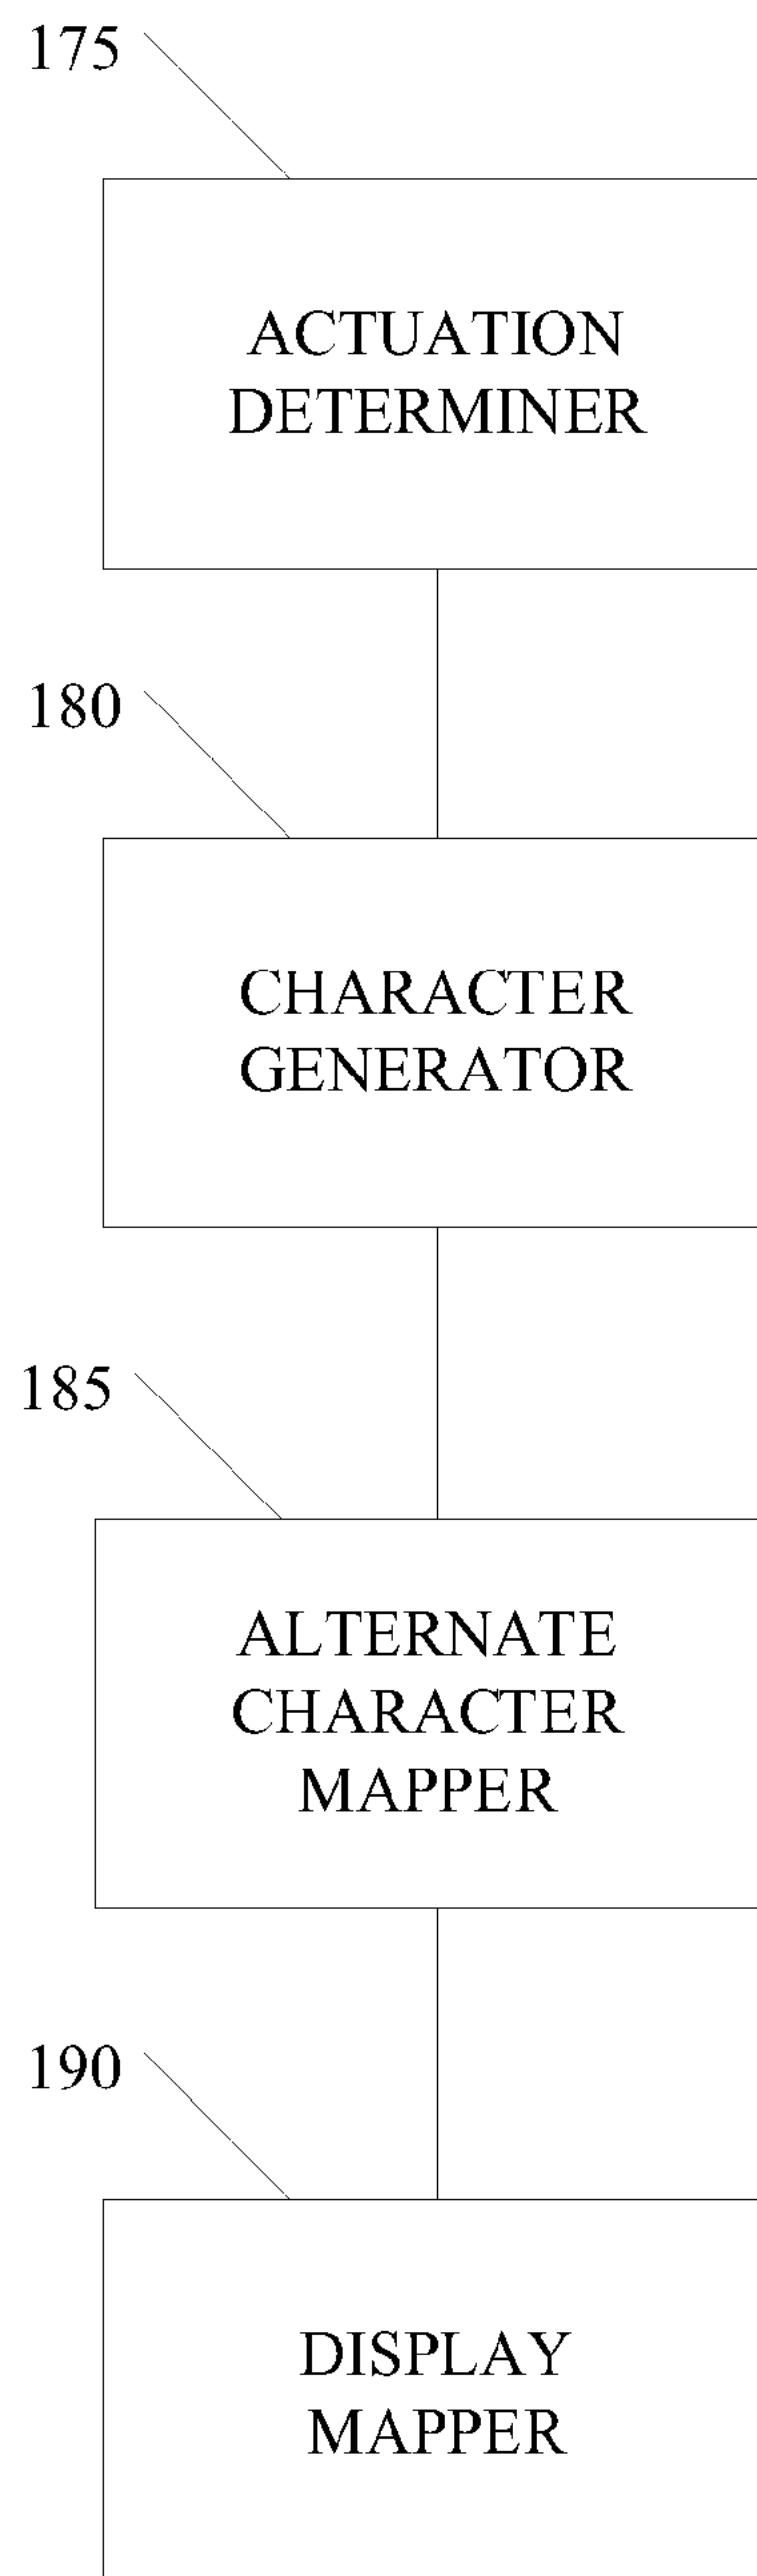 175
ACTUATION
DETERMINER
180
CHARACTER
GENERATOR
185
ALTERNATE
CHARACTER
MAPPER
190
DISPLAY
MAPPER